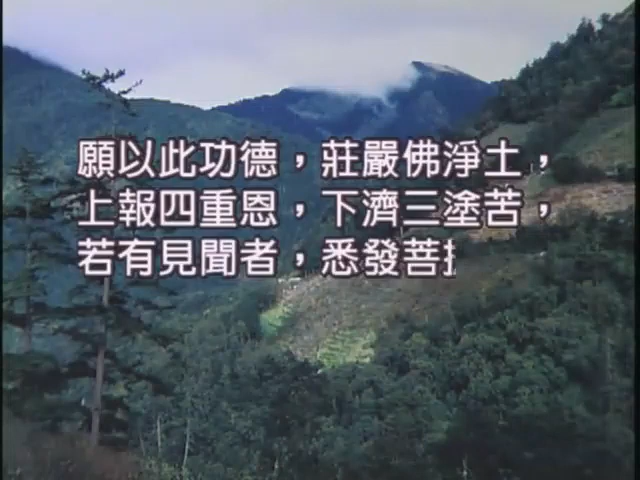 願以此功德，莊嚴佛淨土，
上報四重恩，下濟三塗苦，
若有見聞者，悉發菩